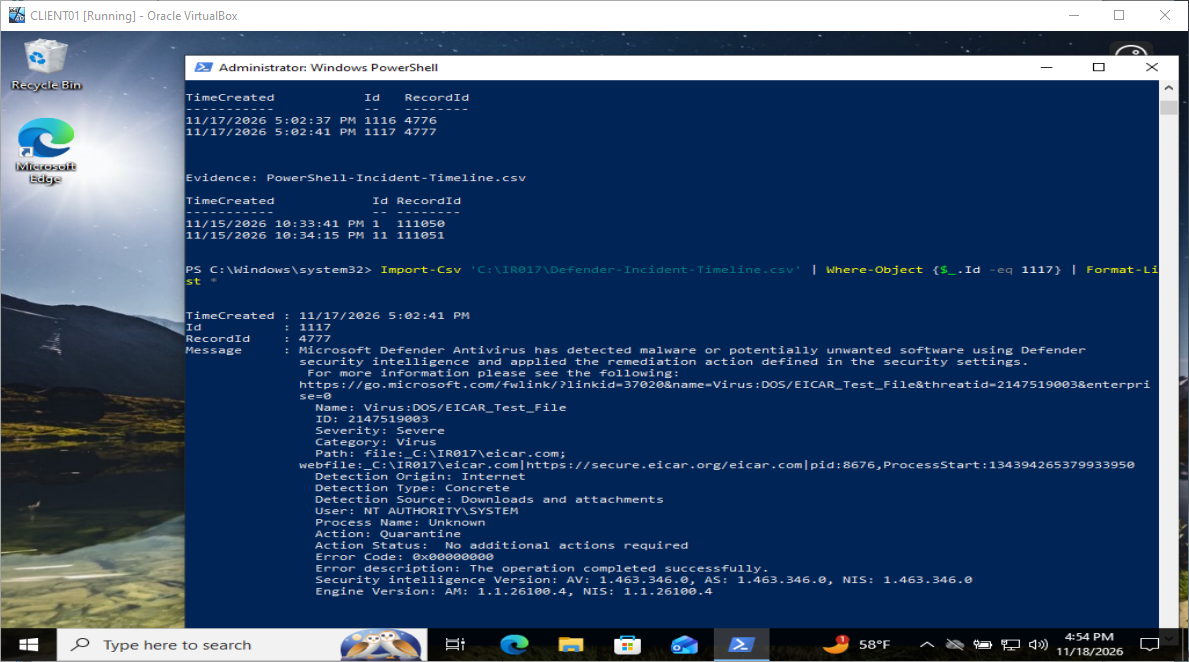 CLIENT01 [Running] - Oracle VirtualBox
Recycle Bin
Microsoft
Edge
Administrator: Windows PowerShell
TimeCreated Id RecordId
----------- -- --------
11/17/2026 5:02:37 PM 1116 4776
11/17/2026 5:02:41 PM 1117 4777
Evidence: PowerShell-Incident-Timeline.csv
TimeCreated Id RecordId
----------- -- --------
11/15/2026 10:33:41 PM 1 111050
11/15/2026 10:34:15 PM 11 111051
PS C:\Windows\system32> Import-Csv 'C:\IR017\Defender-Incident-Timeline.csv' | Where-Object {$_.Id -eq 1117} | Format-Li
st *
TimeCreated : 11/17/2026 5:02:41 PM
Id : 1117
RecordId : 4777
Message : Microsoft Defender Antivirus has detected malware or potentially unwanted software using Defender
security intelligence and applied the remediation action defined in the security settings.
For more information please see the following:
https://go.microsoft.com/fwlink/?linkid=37020&name=Virus:DOS/EICAR_Test_File&threatid=2147519003&enterpri
se=0
Name: Virus:DOS/EICAR_Test_File
ID: 2147519003
Severity: Severe
Category: Virus
Path: file:_C:\IR017\eicar.com;
webfile:_C:\IR017\eicar.com|https://secure.eicar.org/eicar.com|pid:8676,ProcessStart:134394265379933950
Detection Origin: Internet
Detection Type: Concrete
Detection Source: Downloads and attachments
User: NT AUTHORITY\SYSTEM
Process Name: Unknown
Action: Quarantine
Action Status:  No additional actions required
Error Code: 0x00000000
Error description: The operation completed successfully.
Security intelligence Version: AV: 1.463.346.0, AS: 1.463.346.0, NIS: 1.463.346.0
Engine Version: AM: 1.1.26100.4, NIS: 1.1.26100.4
Type here to search
58°F
4:54 PM
11/18/2026